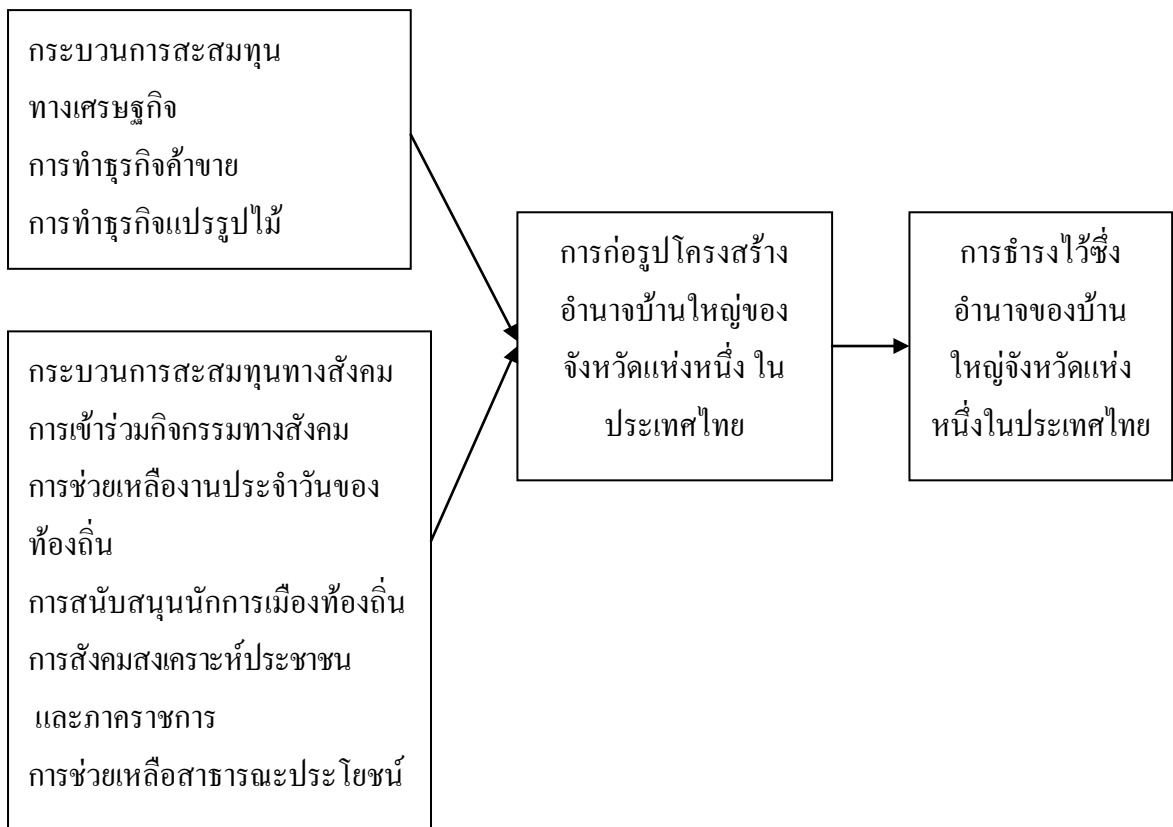 กระบวนการสะสมทุน
ทางเศรษฐกิจ
การทำธุรกิจค้าขาย
การทำธุรกิจแปรรูปไม้
กระบวนการสะสมทุนทางสังคม
การเข้าร่วมกิจกรรมทางสังคม
การช่วยเหลืองานประจำวันของ
ท้องถิ่น
การสนับสนุนนักการเมืองท้องถิ่น
การสังคมสงเคราะห์ประชาชน
และภาคราชการ
การช่วยเหลือสาธารณะประโยชน์
การก่อรูปโครงสร้าง
อำนาจบ้านใหญ่ของ
จังหวัดแห่งหนึ่ง ใน
ประเทศไทย
การธำรงไว้ซึ่ง
อำนาจของบ้าน
ใหญ่จังหวัดแห่ง
หนึ่งในประเทศไทย